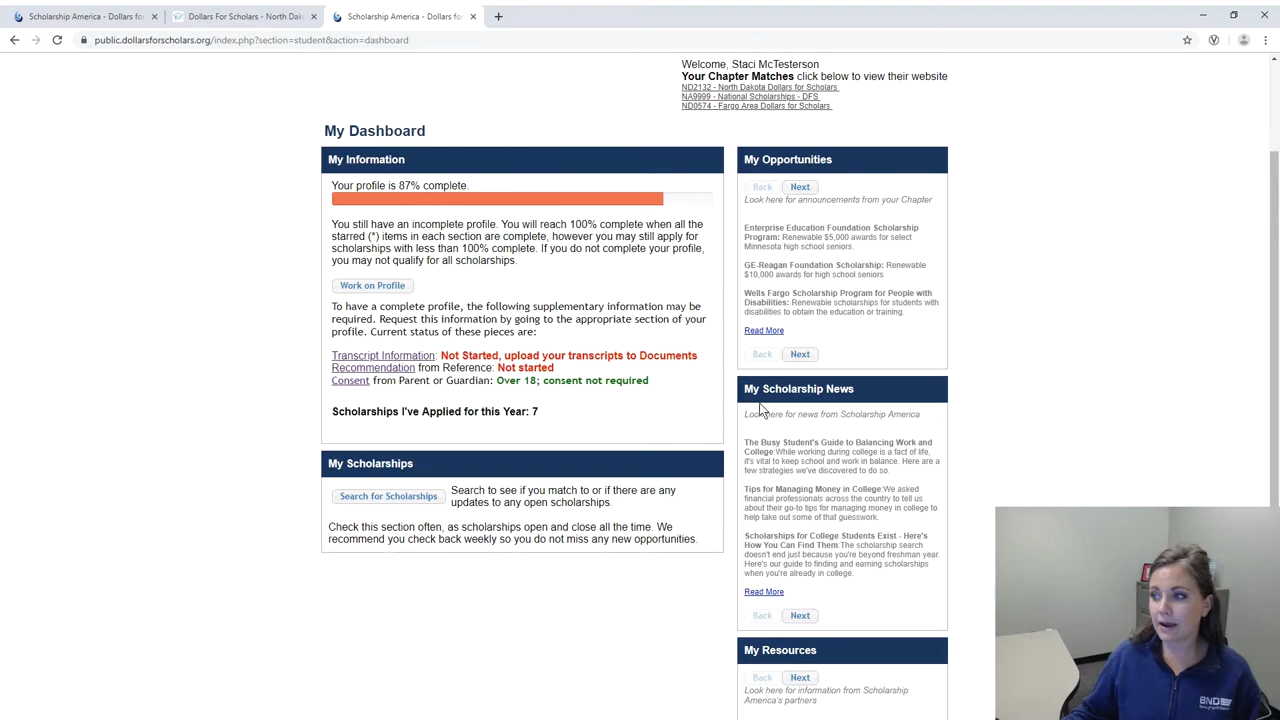 Scholarship America - Dollars for
Dollars For Scholars - North Dak
Scholarship America - Dollars for
public.dollarsforscholars.org/index.php?section=student&action=dashboard
Welcome, Staci McTesterson
Your Chapter Matches click below to view their website
ND2132 - North Dakota Dollars for Scholars
NA9999 - National Scholarships - DFS
ND0574 - Fargo Area Dollars for Scholars
My Dashboard
My Information
Your profile is 87% complete.
You still have an incomplete profile. You will reach 100% complete when all the
starred (*) items in each section are complete, however you may still apply for
scholarships with less than 100% complete. If you do not complete your profile,
you may not qualify for all scholarships.
Work on Profile
To have a complete profile, the following supplementary information may be
required. Request this information by going to the appropriate section of your
profile. Current status of these pieces are:
Transcript Information: Not Started, upload your transcripts to Documents
Recommendation from Reference: Not started
Consent from Parent or Guardian: Over 18; consent not required
Scholarships I've Applied for this Year: 7
My Scholarships
Search for Scholarships
Search to see if you match to or if there are any
updates to any open scholarships.
Check this section often, as scholarships open and close all the time. We
recommend you check back weekly so you do not miss any new opportunities.
My Opportunities
Back Next
Look here for announcements from your Chapter
Enterprise Education Foundation Scholarship
Program: Renewable $5,000 awards for select
Minnesota high school seniors.
GE-Reagan Foundation Scholarship: Renewable
$10,000 awards for high school seniors
Wells Fargo Scholarship Program for People with
Disabilities: Renewable scholarships for students with
disabilities to obtain the education or training.
Read More
Back Next
My Scholarship News
Look here for news from Scholarship America
The Busy Student's Guide to Balancing Work and
College:While working during college is a fact of life,
it's vital to keep school and work in balance. Here are a
few strategies we've discovered to do so.
Tips for Managing Money in College:We asked
financial professionals across the country to tell us
about their go-to tips for managing money in college to
help take out some of that guesswork.
Scholarships for College Students Exist - Here's
How You Can Find Them:The scholarship search
doesn't end just because you're beyond freshman year.
Here's our guide to finding and earning scholarships
when you're already in college.
Read More
Back Next
My Resources
Back Next
Look here for information from Scholarship
America's partners
BND